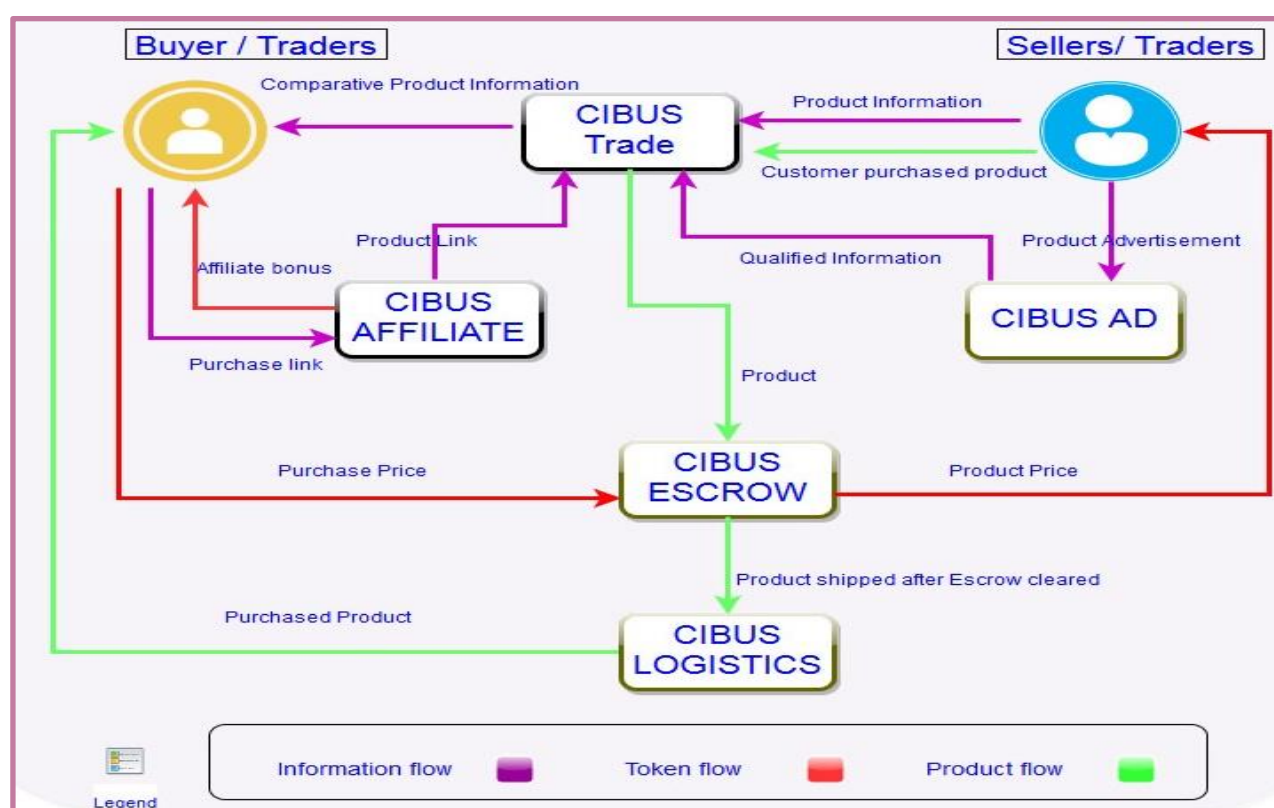 Buyer / Traders
Sellers/ Traders
Comparative Product Information
CIBUS
Trade
Product Information
Customer purchased product
Product Link
Affiliate bonus
Qualified Information
Product Advertisement
CIBUS
AFFILIATE
CIBUS AD
Purchase link
Product
Purchase Price
CIBUS
ESCROW
Product Price
Product shipped after Escrow cleared
Purchased Product
CIBUS
LOGISTICS
Information flow
Token flow
Product flow
Legend